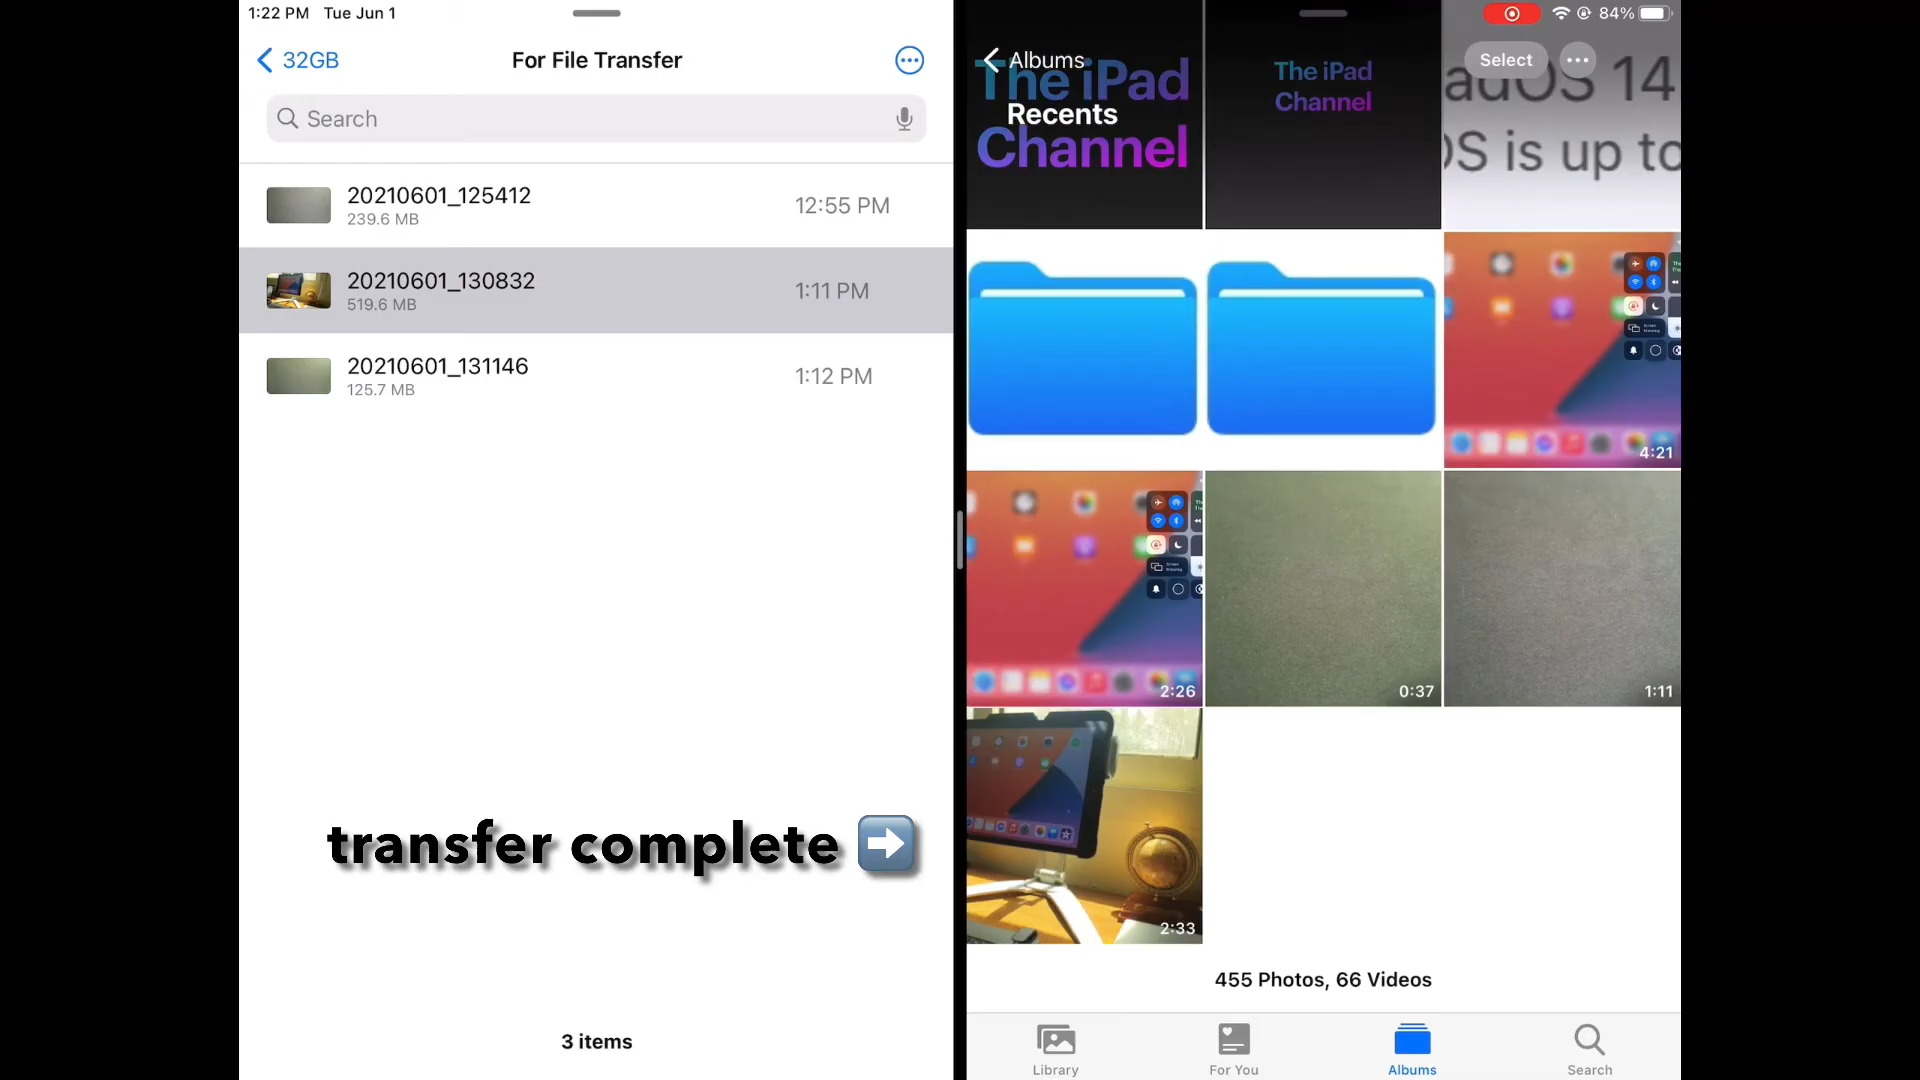 1:22 PM Tue Jun 1
32GB
For File Transfer
Search
20210601_125412
239.6 MB
12:55 PM
20210601_130832
519.6 MB
1:11 PM
20210601_131146
125.7 MB
1:12 PM
transfer complete ➡️
3 items
84%
Albums
Select
Recents
The iPad
Channel
The iPad
Channel
adOS 14
OS is up to
4:21
2:26
0:37
1:11
2:33
455 Photos, 66 Videos
Library
For You
Albums
Search